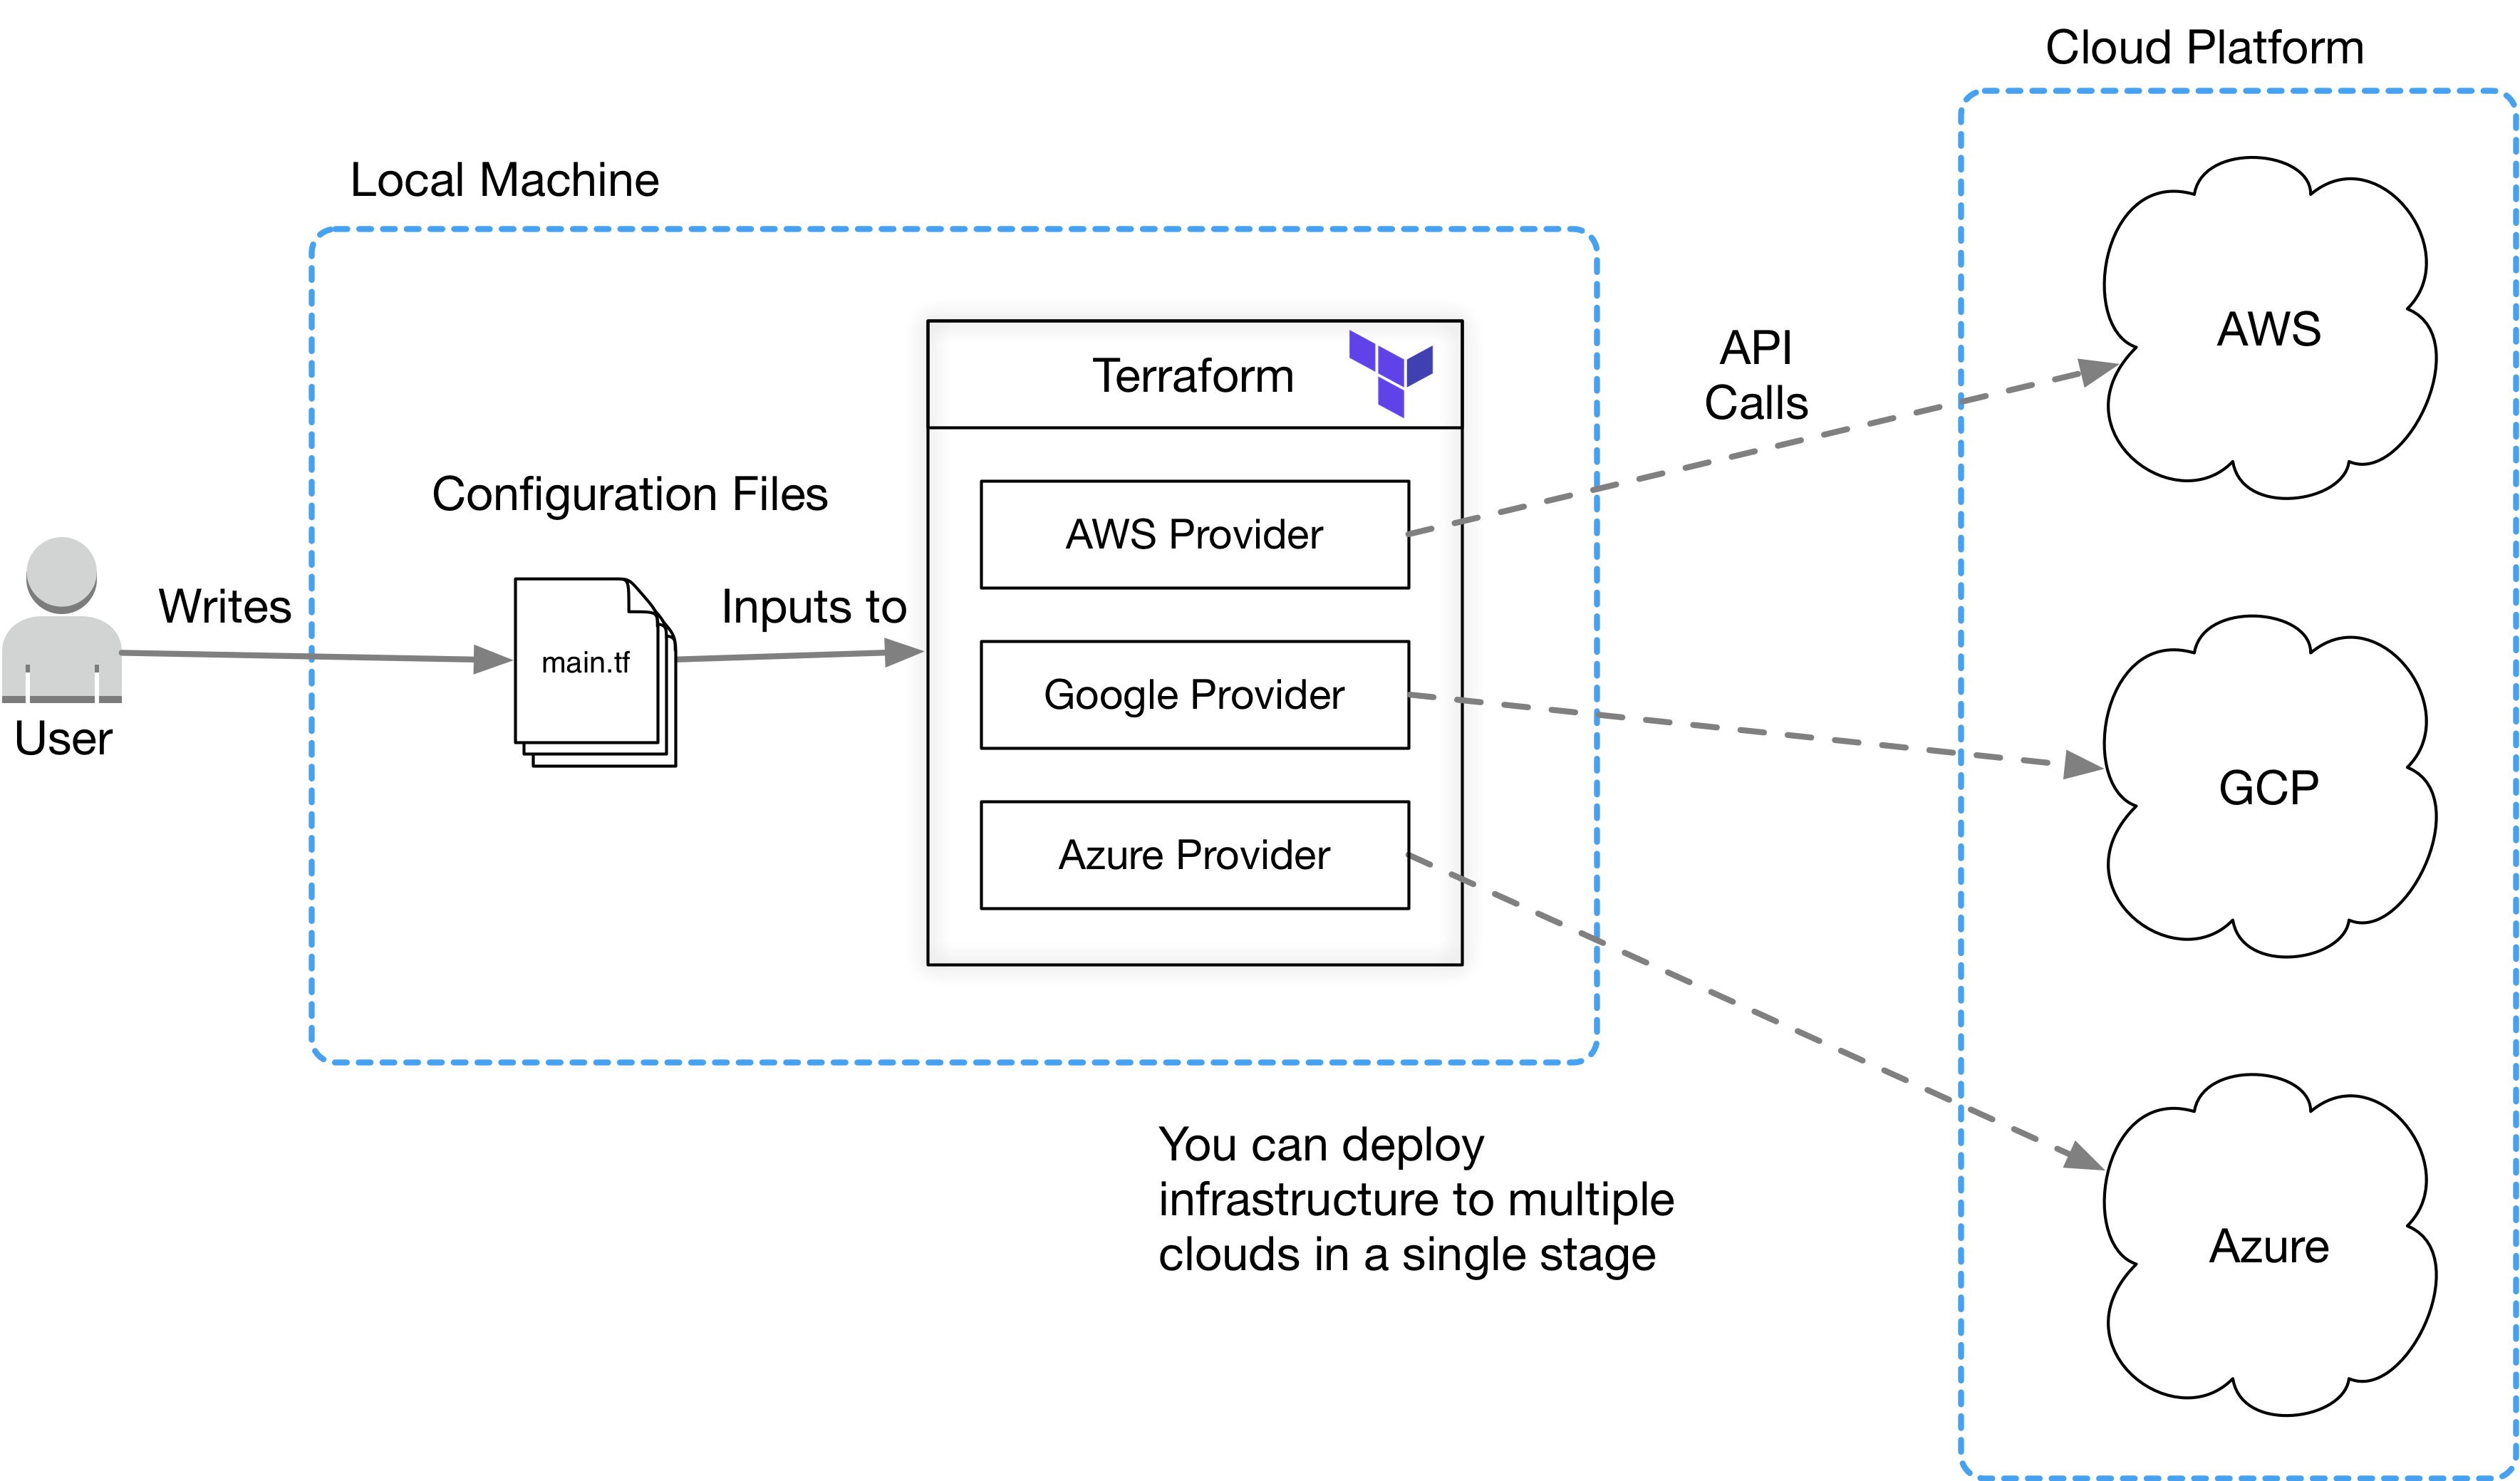 Cloud Platform
Local Machine
AWS
API
Calls
Terraform
Configuration Files
AWS Provider
Writes
Inputs to
main.tf
Google Provider
User
GCP
Azure Provider
You can deploy
infrastructure to multiple
clouds in a single stage
Azure